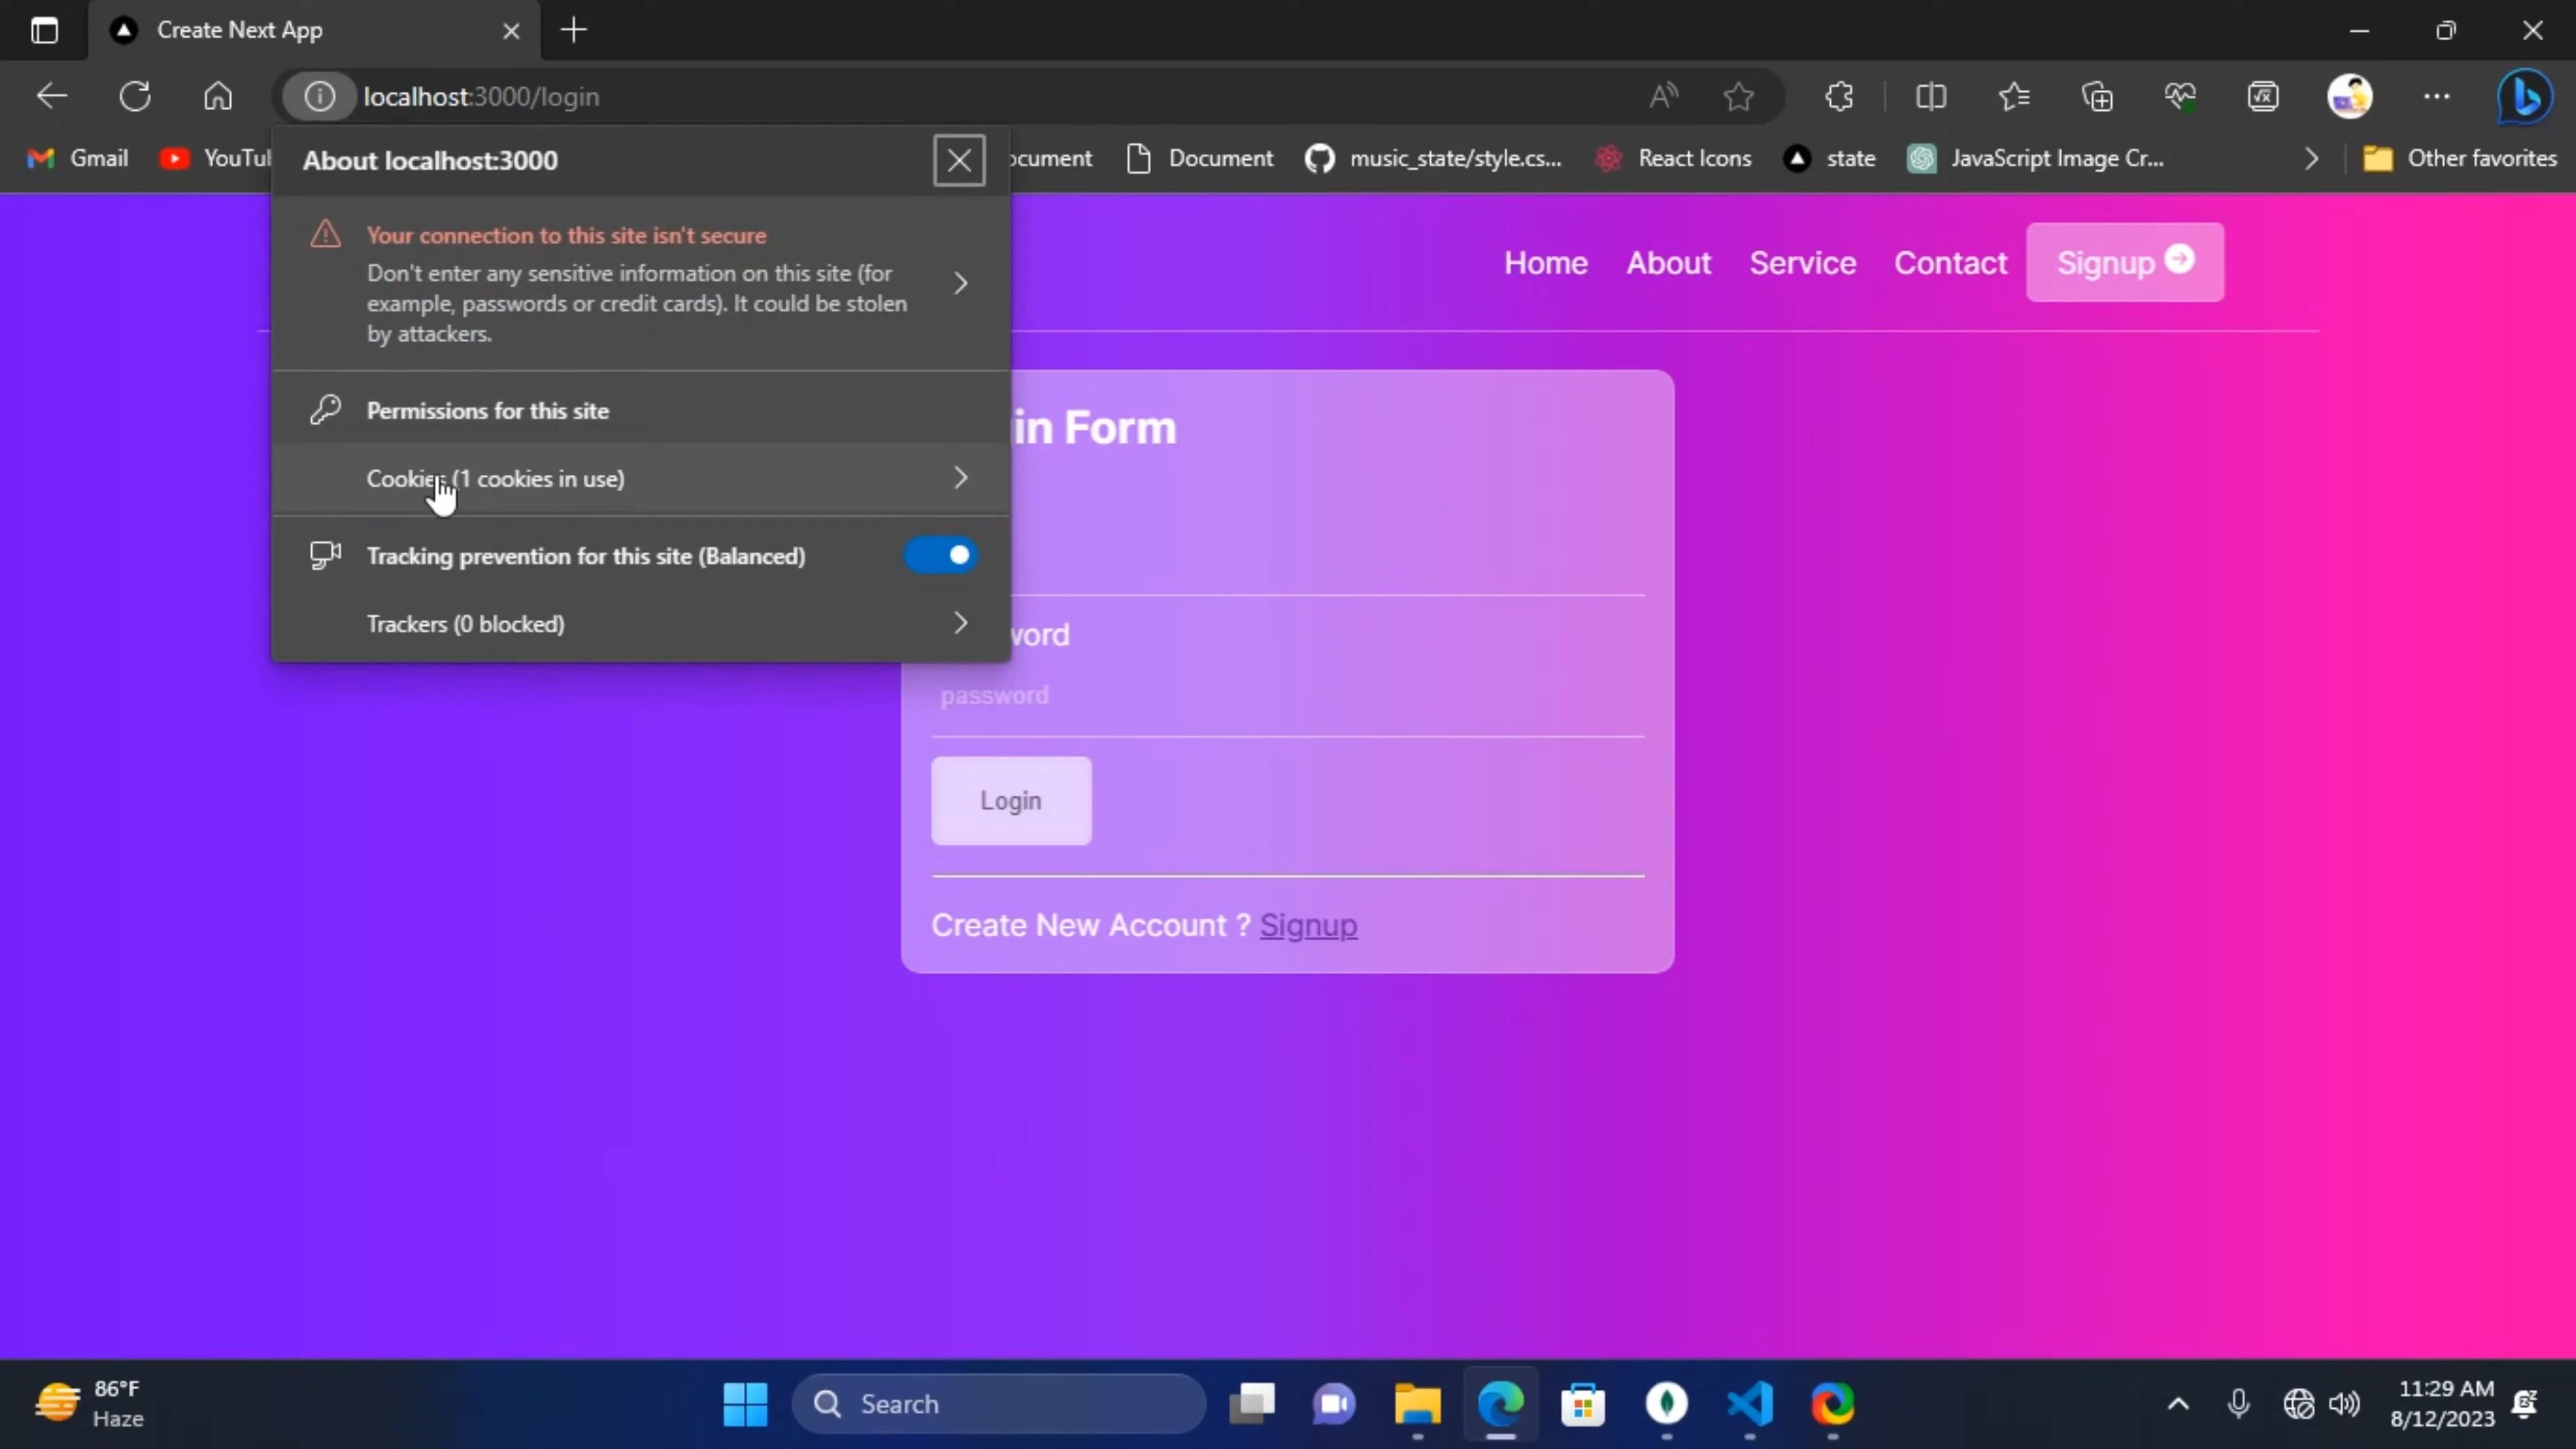 Create Next App
localhost:3000/login
Gmail
YouTu
ocument
Document
music_state/style.cs...
React Icons
state
JavaScript Image Cr...
Other favorites
About localhost:3000
Your connection to this site isn't secure
Don't enter any sensitive information on this site (for
example, passwords or credit cards). It could be stolen
by attackers.
Permissions for this site
Cookies (1 cookies in use)
Tracking prevention for this site (Balanced)
Trackers (0 blocked)
Home
About
Service
Contact
Signup
in Form
word
password
Login
Create New Account ? Signup
86°F
Haze
Search
11:29 AM
8/12/2023